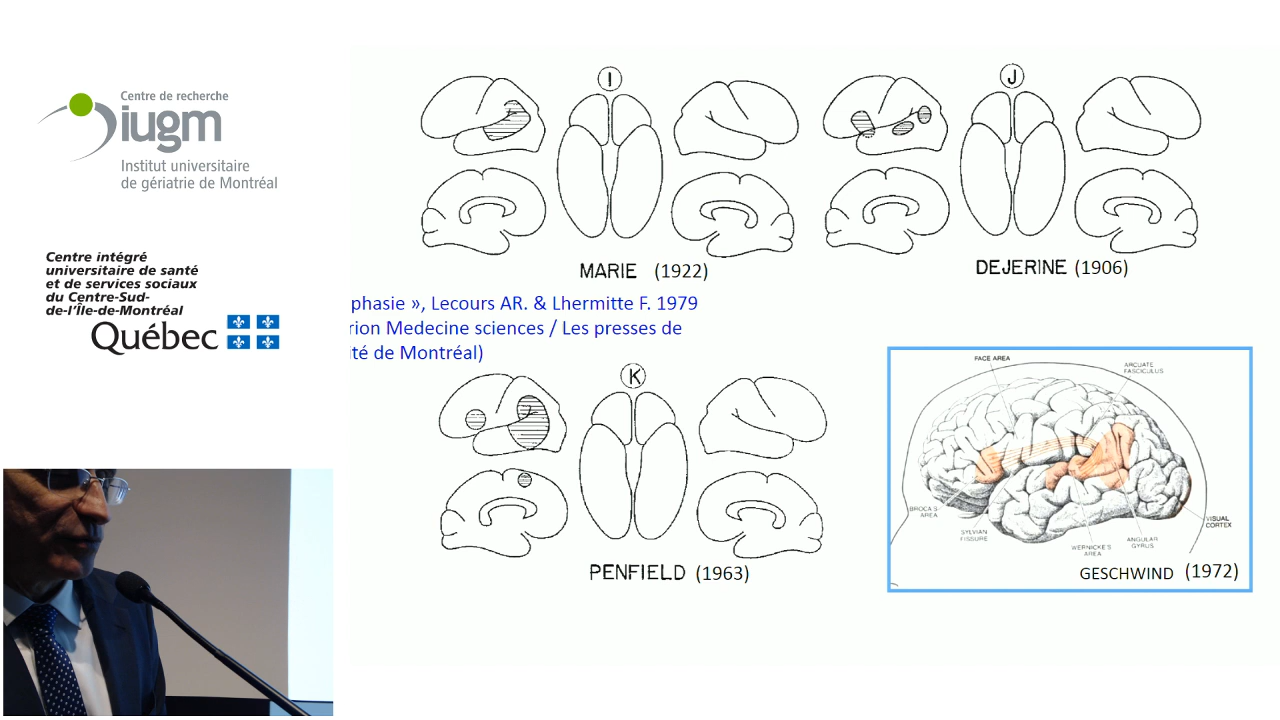 Centre de recherche
iugm
Institut universitaire
de gériatrie de Montréal
Centre intégré
universitaire de santé
et de services sociaux
du Centre-Sud-
de-l'Île-de-Montréal
Québec
I
MARIE (1922)
J
DEJERINE (1906)
phasie », Lecours AR. & Lhermitte F. 1979
rion Medecine sciences / Les presses de
ité de Montréal)
K
PENFIELD (1963)
FACE AREA
ARCUATE
FASCICULUS
BROCA'S
AREA
SYLVIAN
FISSURE
WERNICKE'S
AREA
ANGULAR
GYRUS
VISUAL
CORTEX
GESCHWIND (1972)